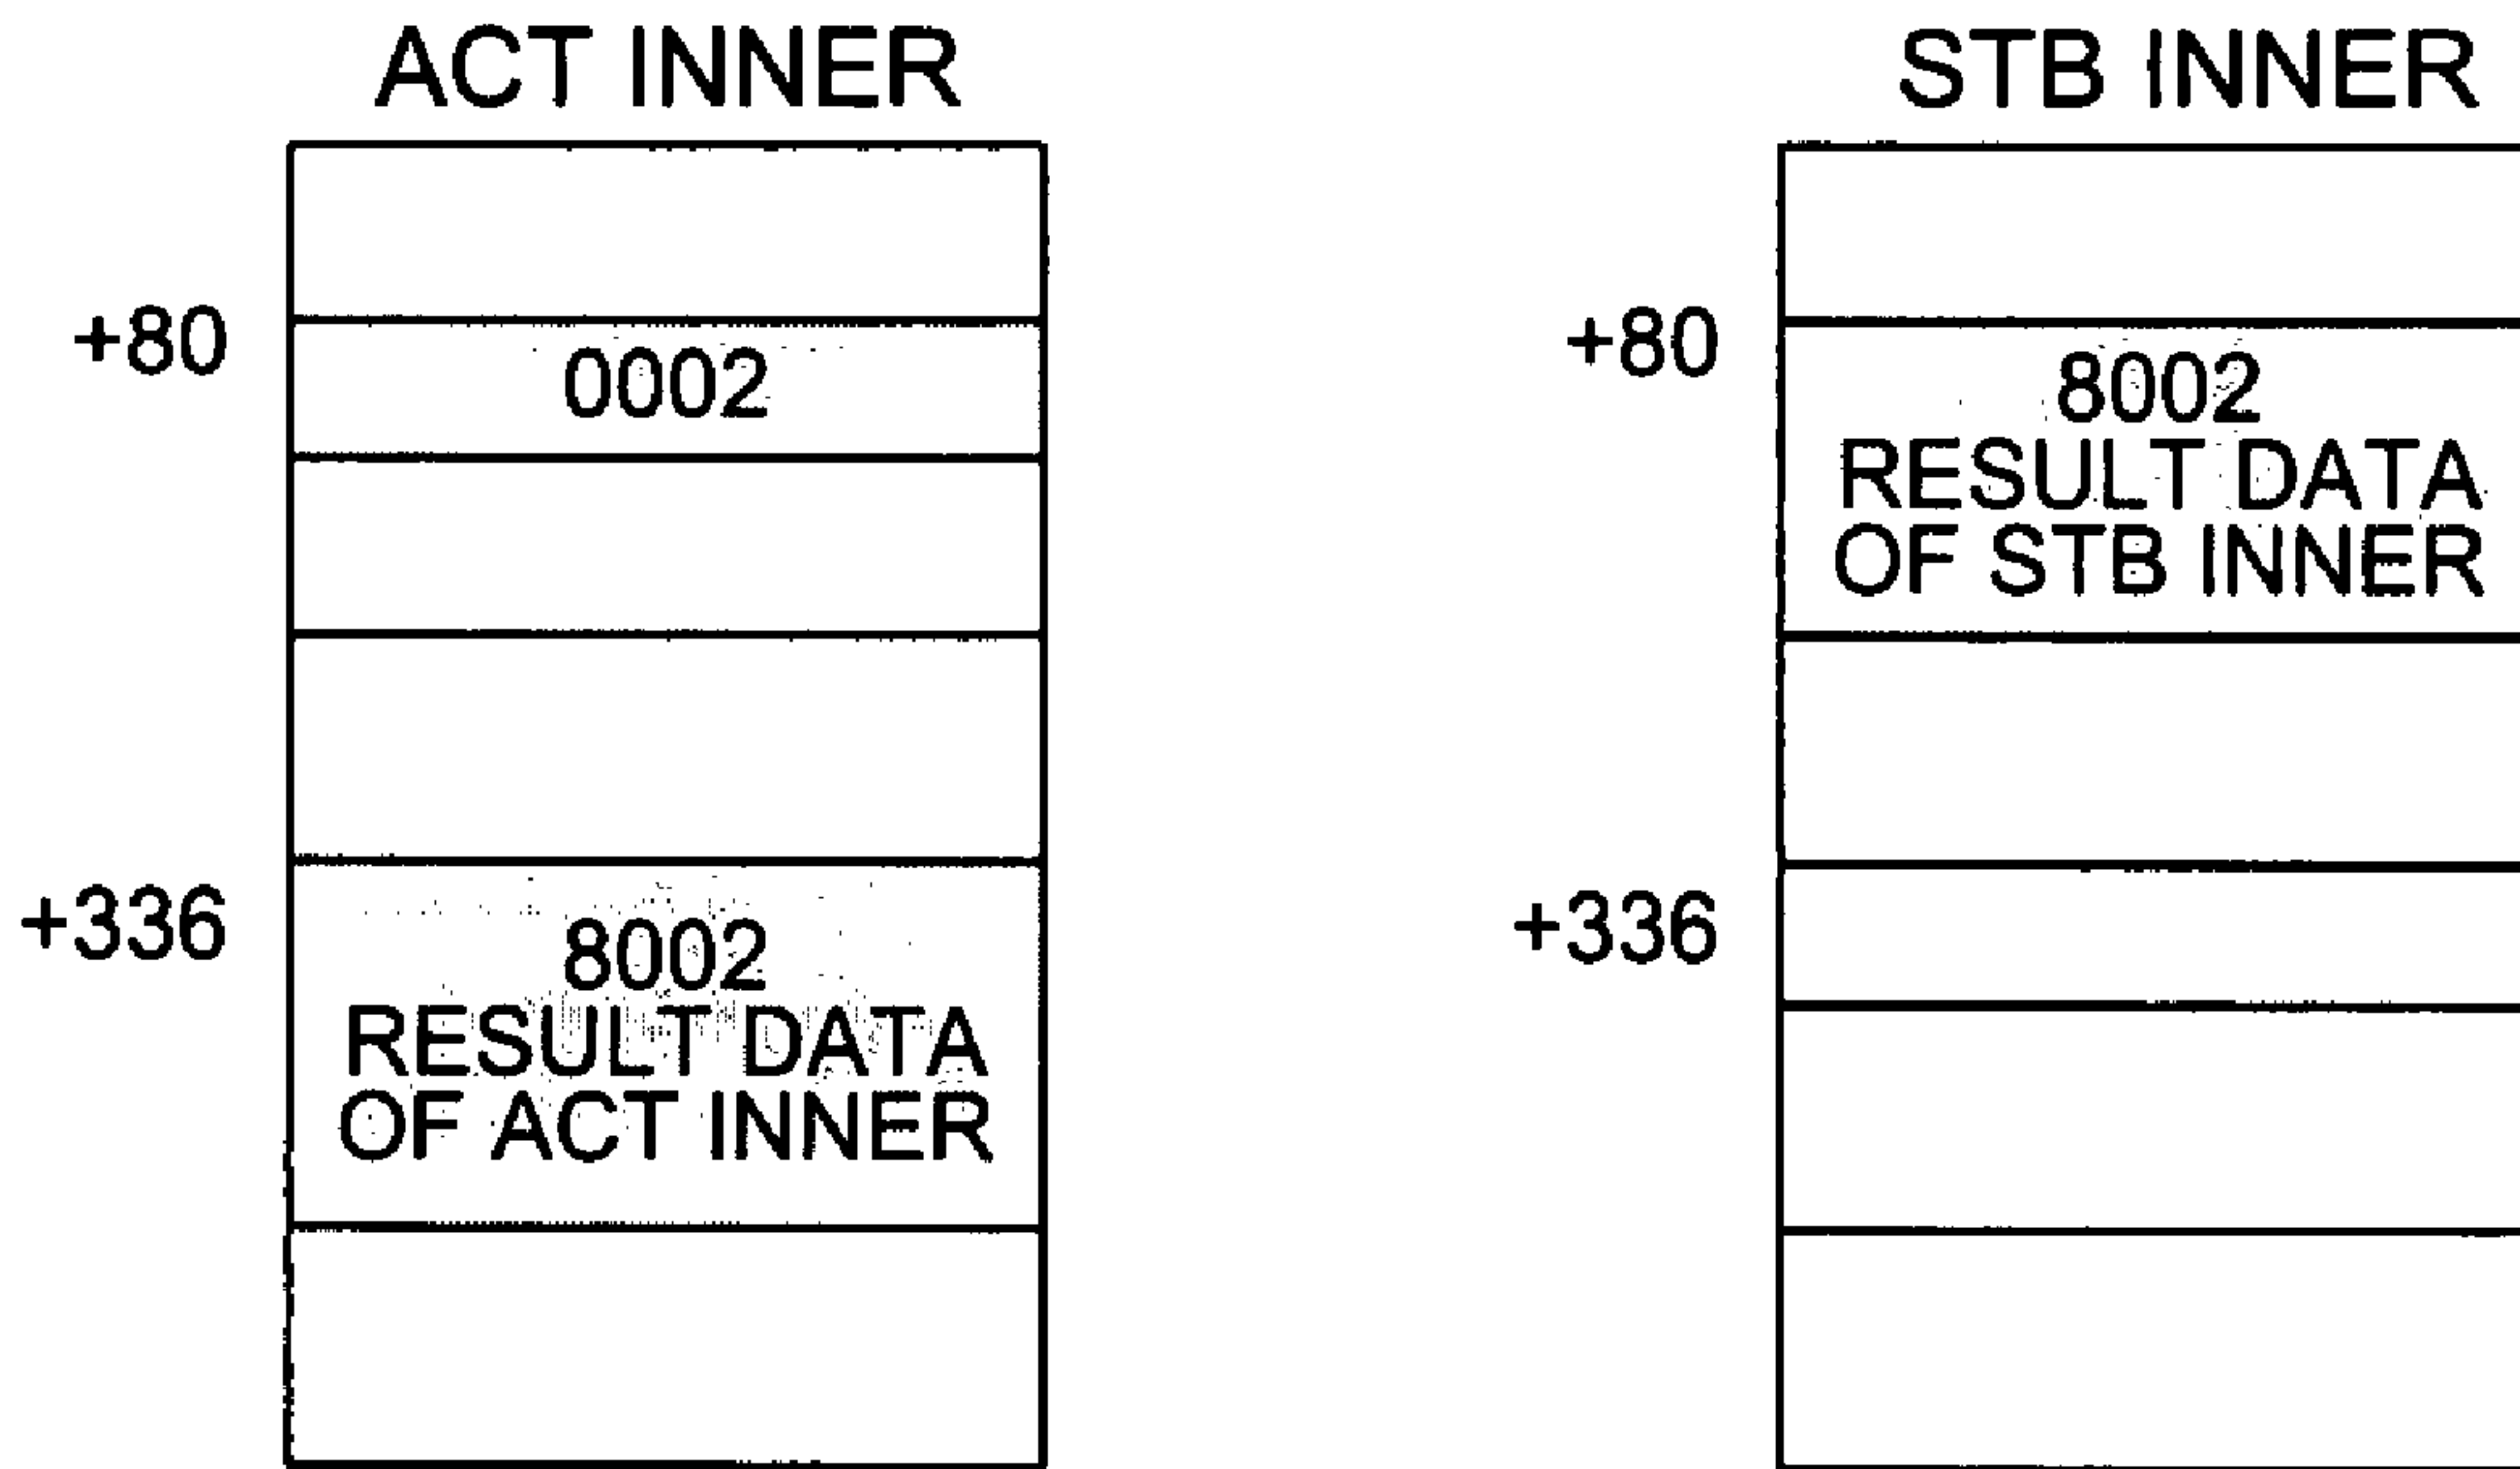 ACT INNER
+80
0002
+336
8002
RESULT DATA
OF ACT INNER
STB INNER
+80
8002
RESULT DATA
OF STB INNER
+336